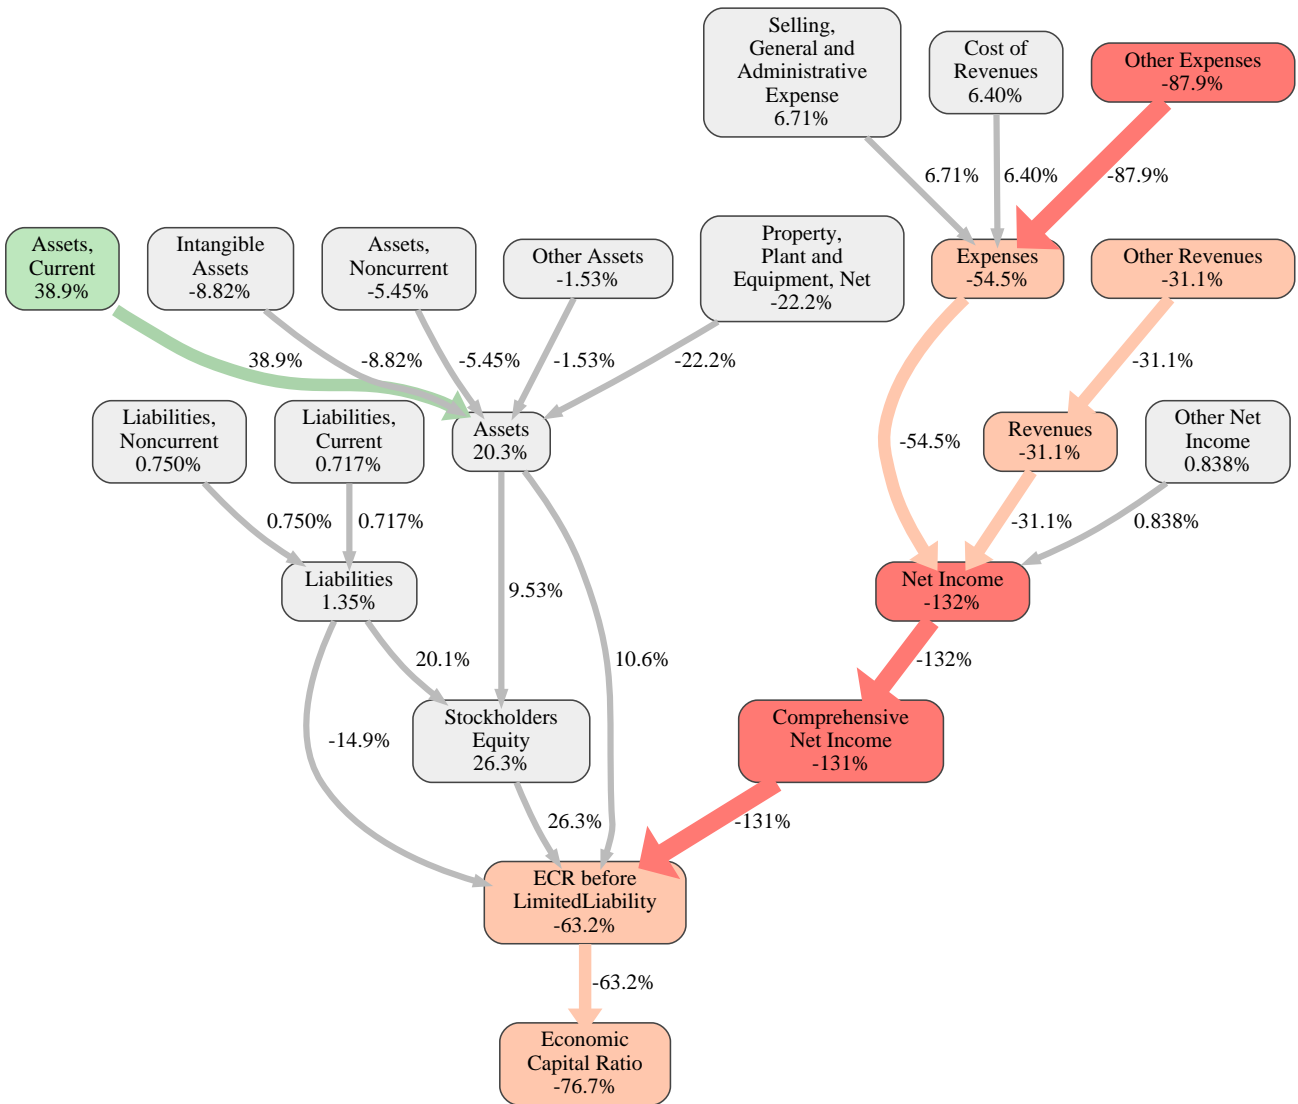 Selling,
General and
Administrative
Expense
6.71%
Cost of
Revenues
6.40%
Other Expenses
-87.9%
6.71%
6.40%
-87.9%
Assets,
Current
38.9%
Intangible
Assets
-8.82%
Assets,
Noncurrent
-5.45%
Other Assets
-1.53%
Property,
Plant and
Equipment, Net
-22.2%
Expenses
-54.5%
Other Revenues
-31.1%
38.9%
-8.82%
-5.45%
-1.53%
-22.2%
-31.1%
Liabilities,
Noncurrent
0.750%
Liabilities,
Current
0.717%
Assets
20.3%
-54.5%
Revenues
-31.1%
Other Net
Income
0.838%
0.750%
0.717%
-31.1%
0.838%
Liabilities
1.35%
9.53%
Net Income
-132%
20.1%
10.6%
-132%
-14.9%
Stockholders
Equity
26.3%
Comprehensive
Net Income
-131%
26.3%
-131%
ECR before
LimitedLiability
-63.2%
-63.2%
Economic
Capital Ratio
-76.7%